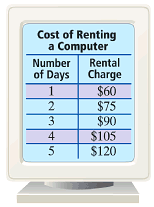 Cost of Renting
a Computer
Number Rental
of Days Charge
1 $60
2 $75
3 $90
4 $105
5 $120